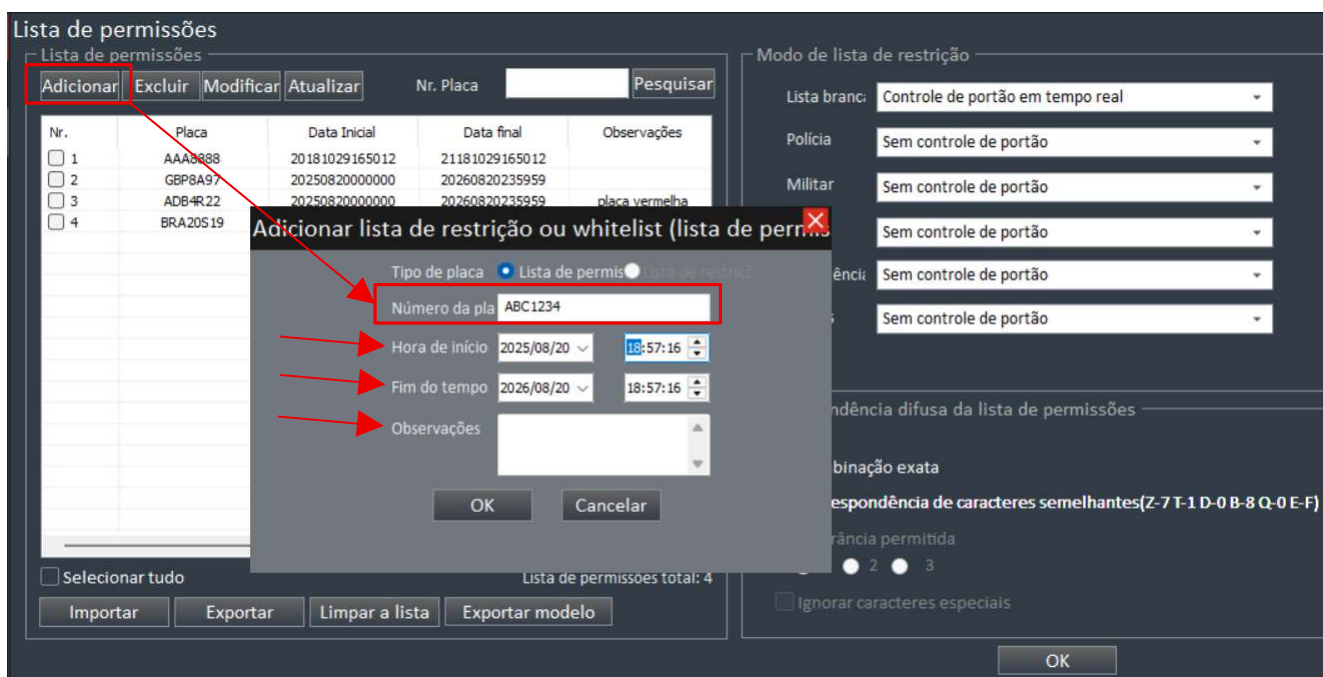 Lista de permissões
Lista de permissões
Adicionar Excluir Modificar Atualizar Nr. Placa Pesquisar
Nr. Placa Data Inicial Data final Observações
1 AAA8888 20181029165012 21181029165012
2 GBP8A97 20250820000000 20260820235959
3 ADB4R22 20250820000000 20260820235959 placa vermelha
4 BRA20S19
Adicionar lista de restrição ou whitelist (lista de permis
Tipo de placa Lista de permis Lista de restriçã
Número da pla ABC1234
Hora de início 2025/08/20 18:57:16
Fim do tempo 2026/08/20 18:57:16
Observações
OK Cancelar
Selecionar tudo Lista de permissões total: 4
Importar Exportar Limpar a lista Exportar modelo
Modo de lista de restrição
Lista branca Controle de portão em tempo real
Polícia Sem controle de portão
Militar Sem controle de portão
Sem controle de portão
ência Sem controle de portão
s Sem controle de portão
ndência difusa da lista de permissões
binação exata
espondência de caracteres semelhantes(Z-7 T-1 D-0 B-8 Q-0 E-F)
rância permitida
2 3
Ignorar caracteres especiais
OK